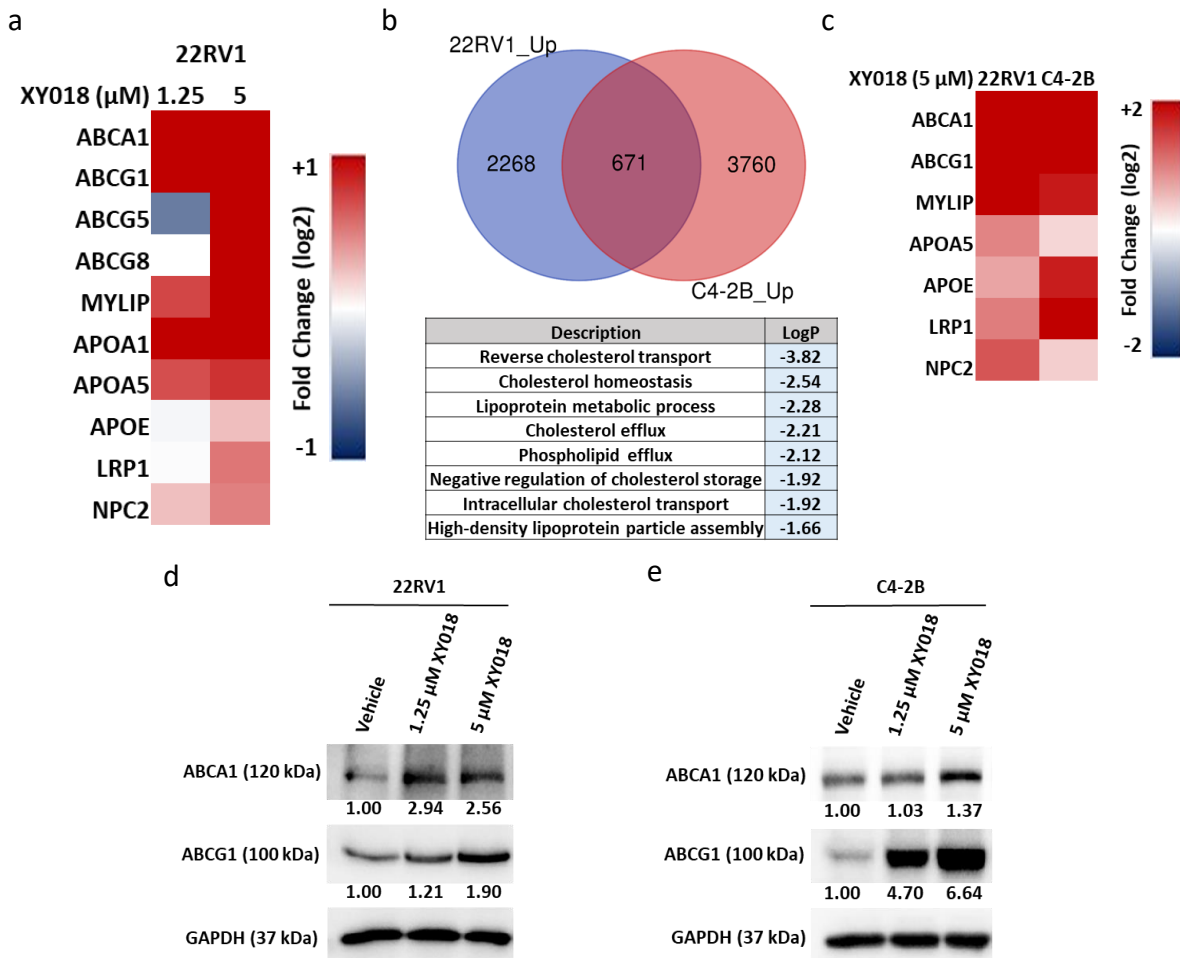 a
22RV1
XY018 (µM) 1.25 5
ABCA1
ABCG1
ABCG5
ABCG8
MYLIP
APOA1
APOA5
APOE
LRP1
NPC2
+1
Fold Change (log2)
-1
b
22RV1_Up
2268 671 3760
C4-2B_Up
Description LogP
Reverse cholesterol transport -3.82
Cholesterol homeostasis -2.54
Lipoprotein metabolic process -2.28
Cholesterol efflux -2.21
Phospholipid efflux -2.12
Negative regulation of cholesterol storage -1.92
Intracellular cholesterol transport -1.92
High-density lipoprotein particle assembly -1.66
c
XY018 (5 µM) 22RV1 C4-2B
ABCA1
ABCG1
MYLIP
APOA5
APOE
LRP1
NPC2
+2
Fold Change (log2)
-2
d
22RV1
Vehicle
1.25 µM XY018
5 µM XY018
ABCA1 (120 kDa)
1.00 2.94 2.56
ABCG1 (100 kDa)
1.00 1.21 1.90
GAPDH (37 kDa)
e
C4-2B
Vehicle
1.25 µM XY018
5 µM XY018
ABCA1 (120 kDa)
1.00 1.03 1.37
ABCG1 (100 kDa)
1.00 4.70 6.64
GAPDH (37 kDa)